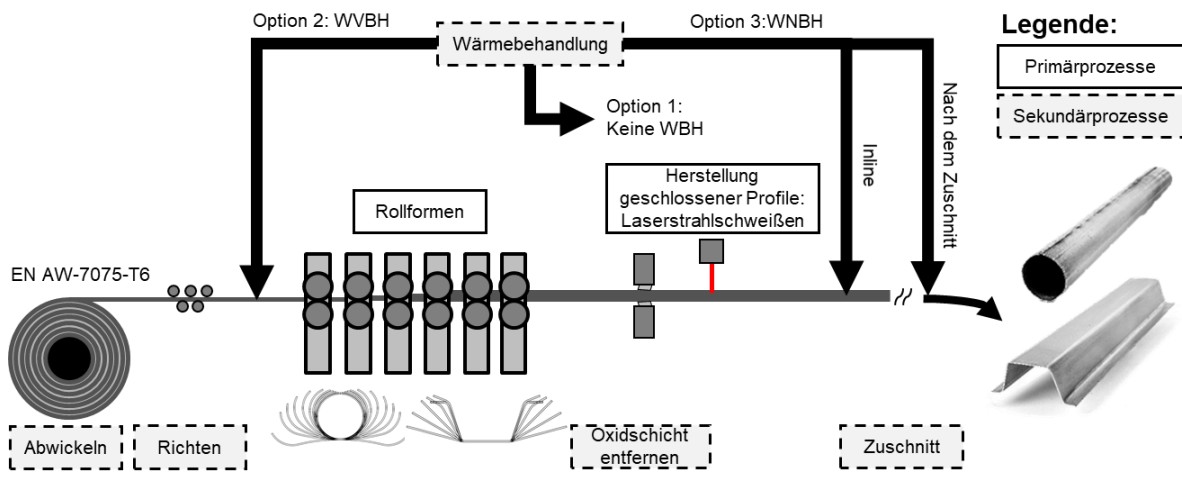 Option 2: WVBH
Wärmebehandlung
Option 3:WNBH
Legende:
Primärprozesse
Sekundärprozesse
Option 1:
Keine WBH
Inline
Nach dem Zuschnitt
Rollformen
Herstellung
geschlossener Profile:
Laserstrahlschweißen
EN AW-7075-T6
Abwickeln
Richten
Oxidschicht
entfernen
Zuschnitt